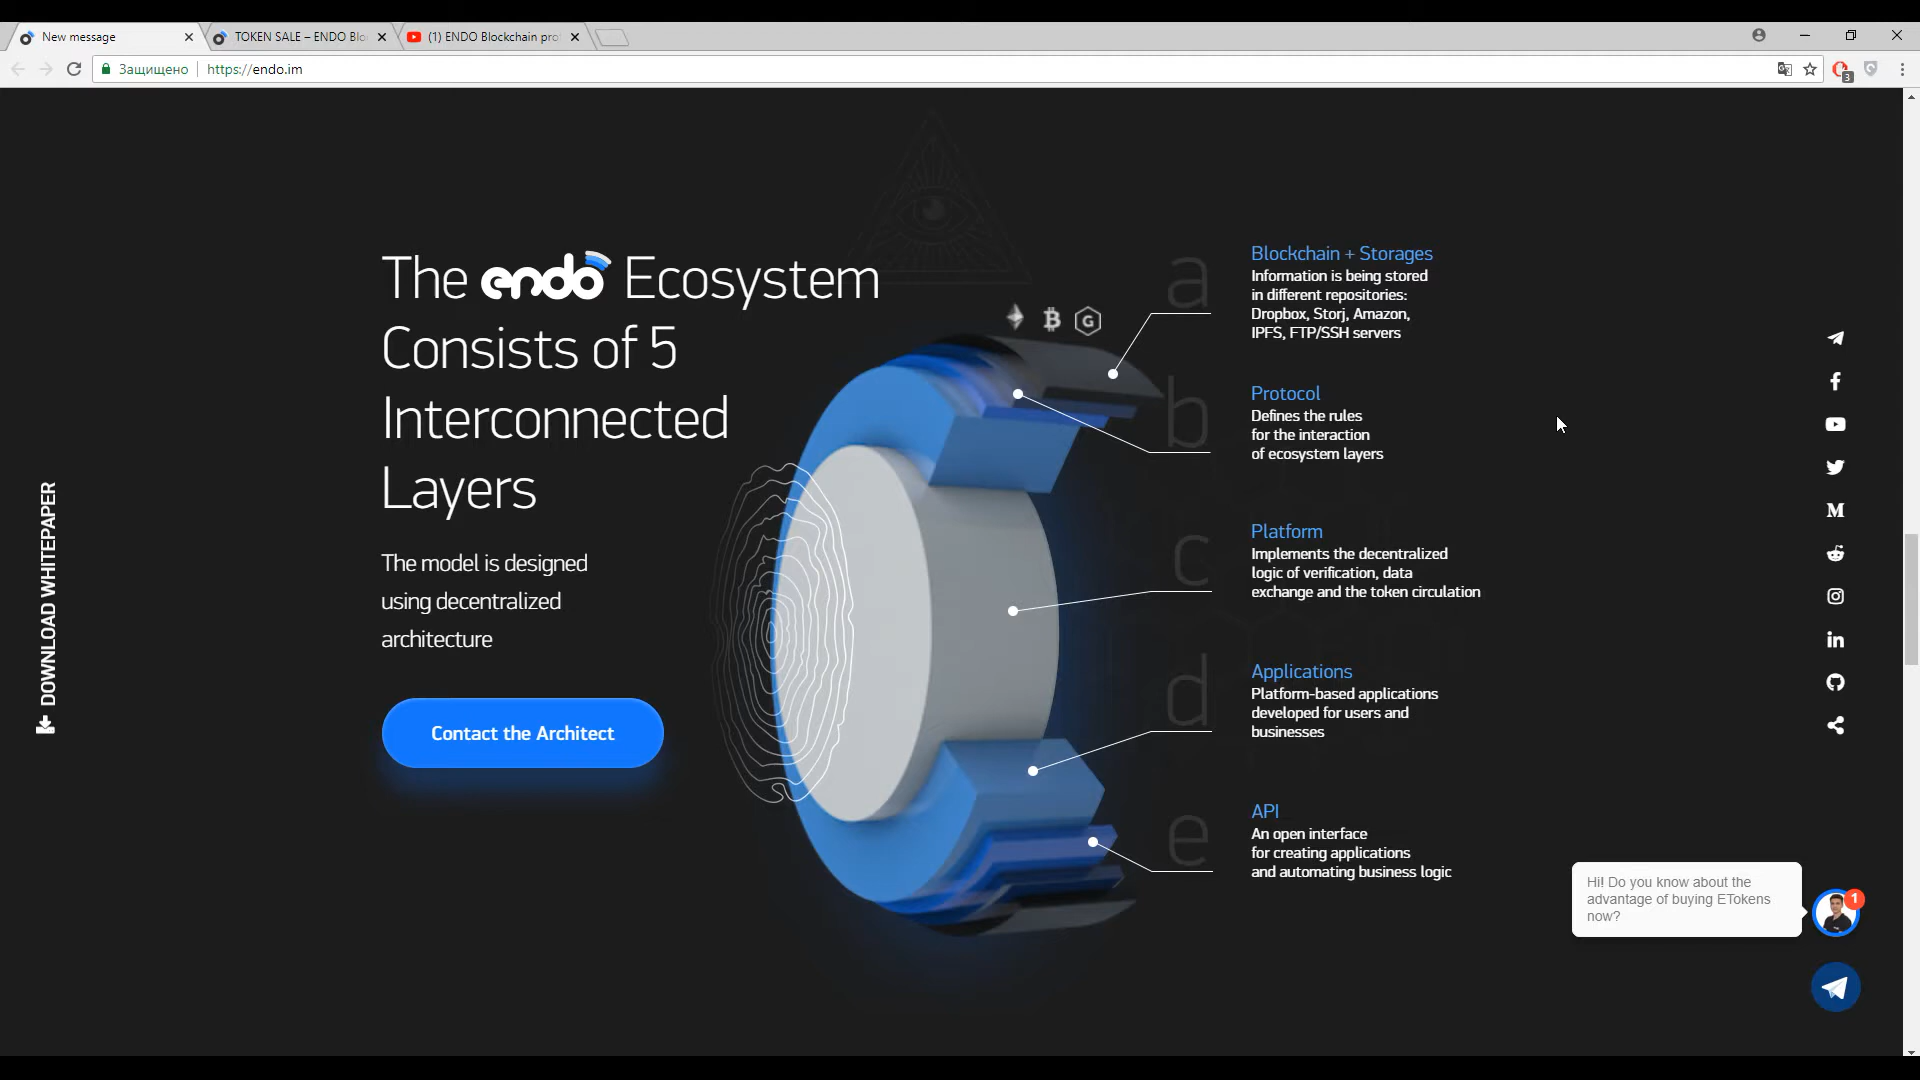 New message
TOKEN SALE – ENDO Blo
(1) ENDO Blockchain pro
Защищено
https://endo.im
3
The endo Ecosystem
Consists of 5
Interconnected
Layers
The model is designed
using decentralized
architecture
Contact the Architect
DOWNLOAD WHITEPAPER
a
Blockchain + Storages
Information is being stored
in different repositories:
Dropbox, Storj, Amazon,
IPFS, FTP/SSH servers
b
Protocol
Defines the rules
for the interaction
of ecosystem layers
c
Platform
Implements the decentralized
logic of verification, data
exchange and the token circulation
d
Applications
Platform-based applications
developed for users and
businesses
e
API
An open interface
for creating applications
and automating business logic
Hi! Do you know about the
advantage of buying ETokens
now?
1